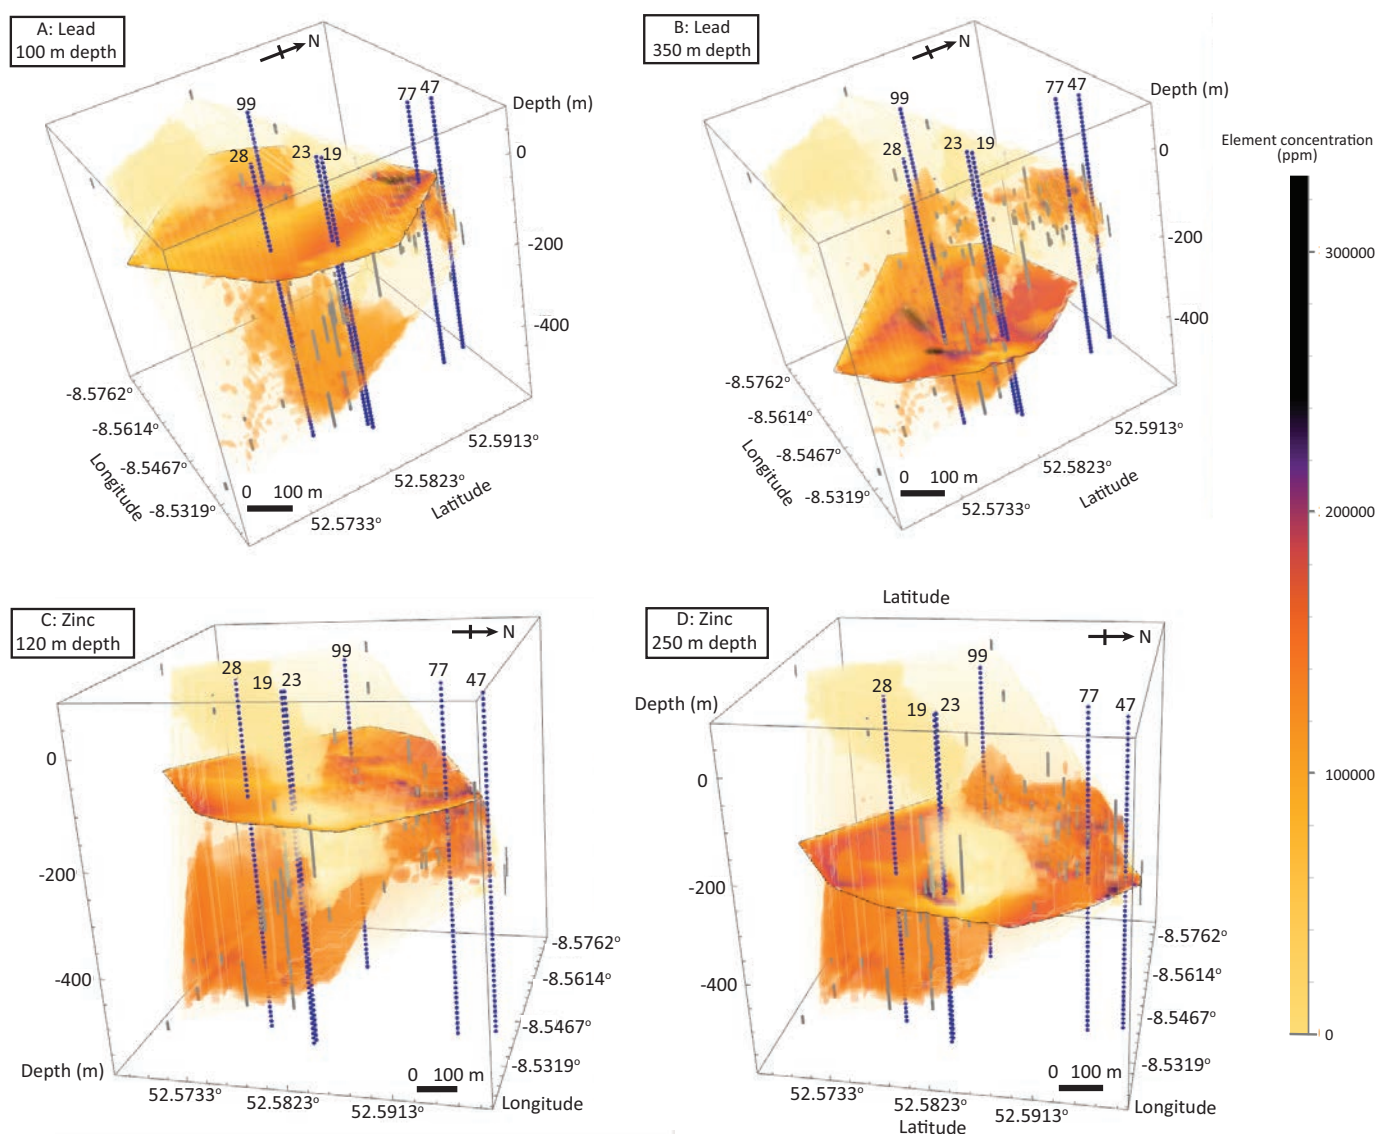 A: Lead
100 m depth
N
99
28
23
19
77
47
Depth (m)
0
-200
-400
-8.5762°
-8.5614°
-8.5467°
-8.5319°
Longitude
52.5913°
52.5823°
52.5733°
Latitude
0 100 m
B: Lead
350 m depth
N
99
28
23
19
77
47
Depth (m)
0
-200
-400
-8.5762°
-8.5614°
-8.5467°
-8.5319°
Longitude
52.5913°
52.5823°
52.5733°
Latitude
0 100 m
Element concentration
(ppm)
300000
200000
100000
0
C: Zinc
120 m depth
N
28
19
23
99
77
47
0
-200
-400
Depth (m)
-8.5762°
-8.5614°
-8.5467°
-8.5319°
Longitude
0 100 m
52.5733°
52.5823°
52.5913°
Latitude
D: Zinc
250 m depth
N
Depth (m)
28
19
23
99
77
47
0
-200
-400
-8.5762°
-8.5614°
-8.5467°
-8.5319°
Longitude
0 100 m
52.5733°
52.5823°
52.5913°
Latitude